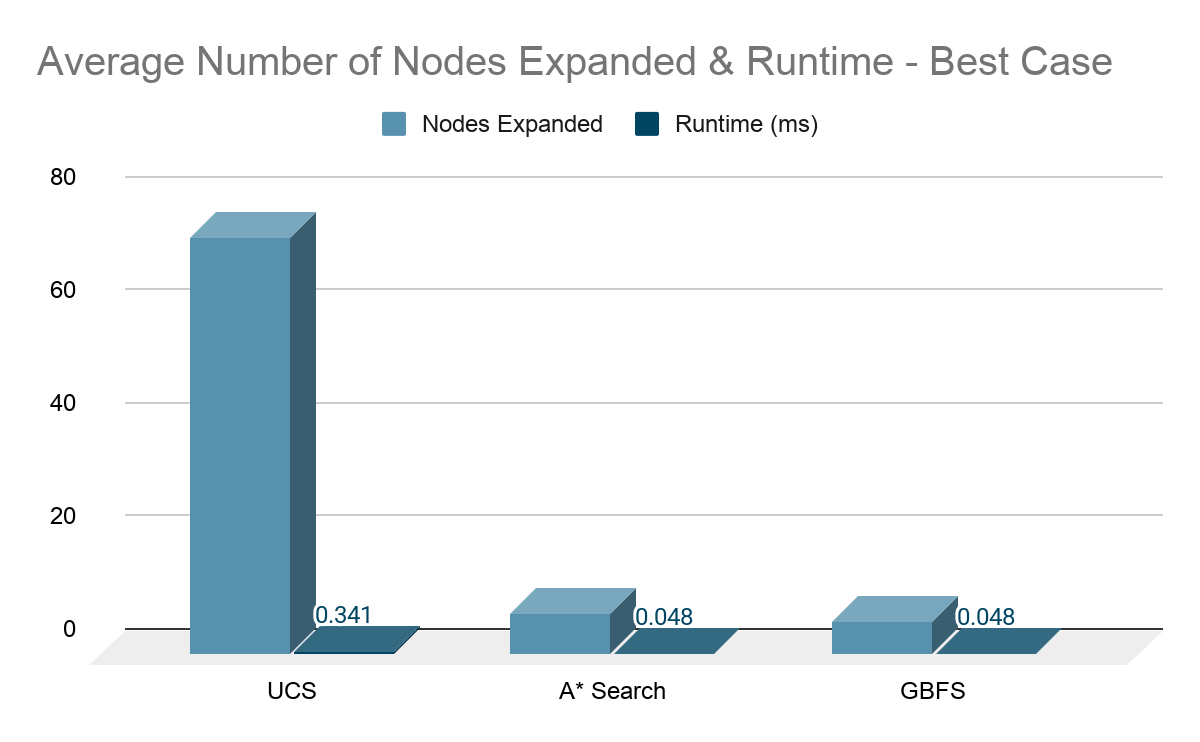 Average Number of Nodes Expanded & Runtime - Best Case
Nodes Expanded Runtime (ms)
80
60
40
20
0
0.341 0.048 0.048
UCS A* Search GBFS